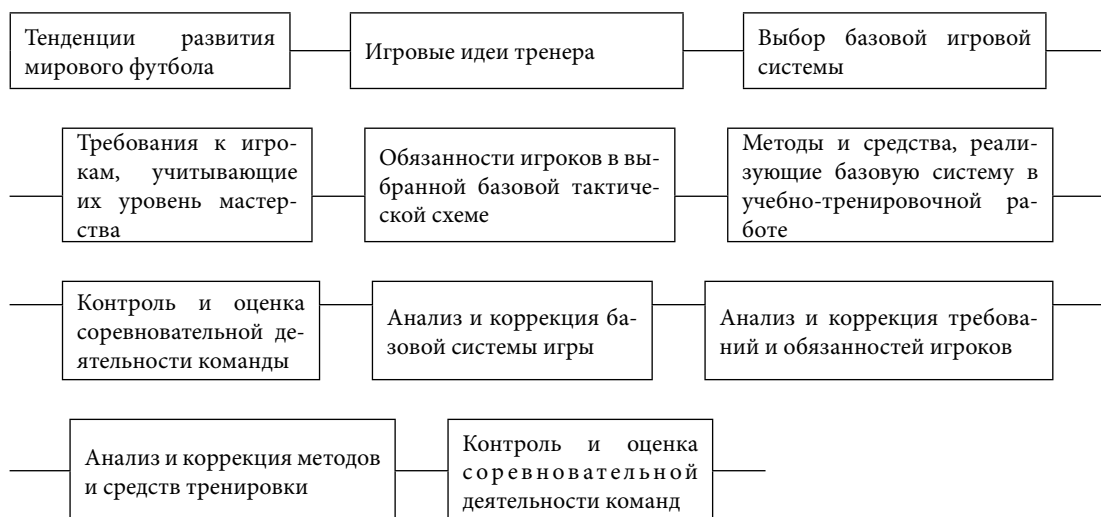 Тенденции развития
мирового футбола
Игровые идеи тренера
Выбор базовой игровой
системы
Требования к игро-
кам, учитывающие
их уровень мастер-
ства
Обязанности игроков в вы-
бранной базовой тактиче-
ской схеме
Методы и средства, реали-
зующие базовую систему в
учебно-тренировочной ра-
боте
Контроль и оценка
соревновательной де-
ятельности команды
Анализ и коррекция ба-
зовой системы игры
Анализ и коррекция требова-
ний и обязанностей игроков
Анализ и коррекция методов
и средств тренировки
Контроль и оценка
соревновательной
деятельности команд